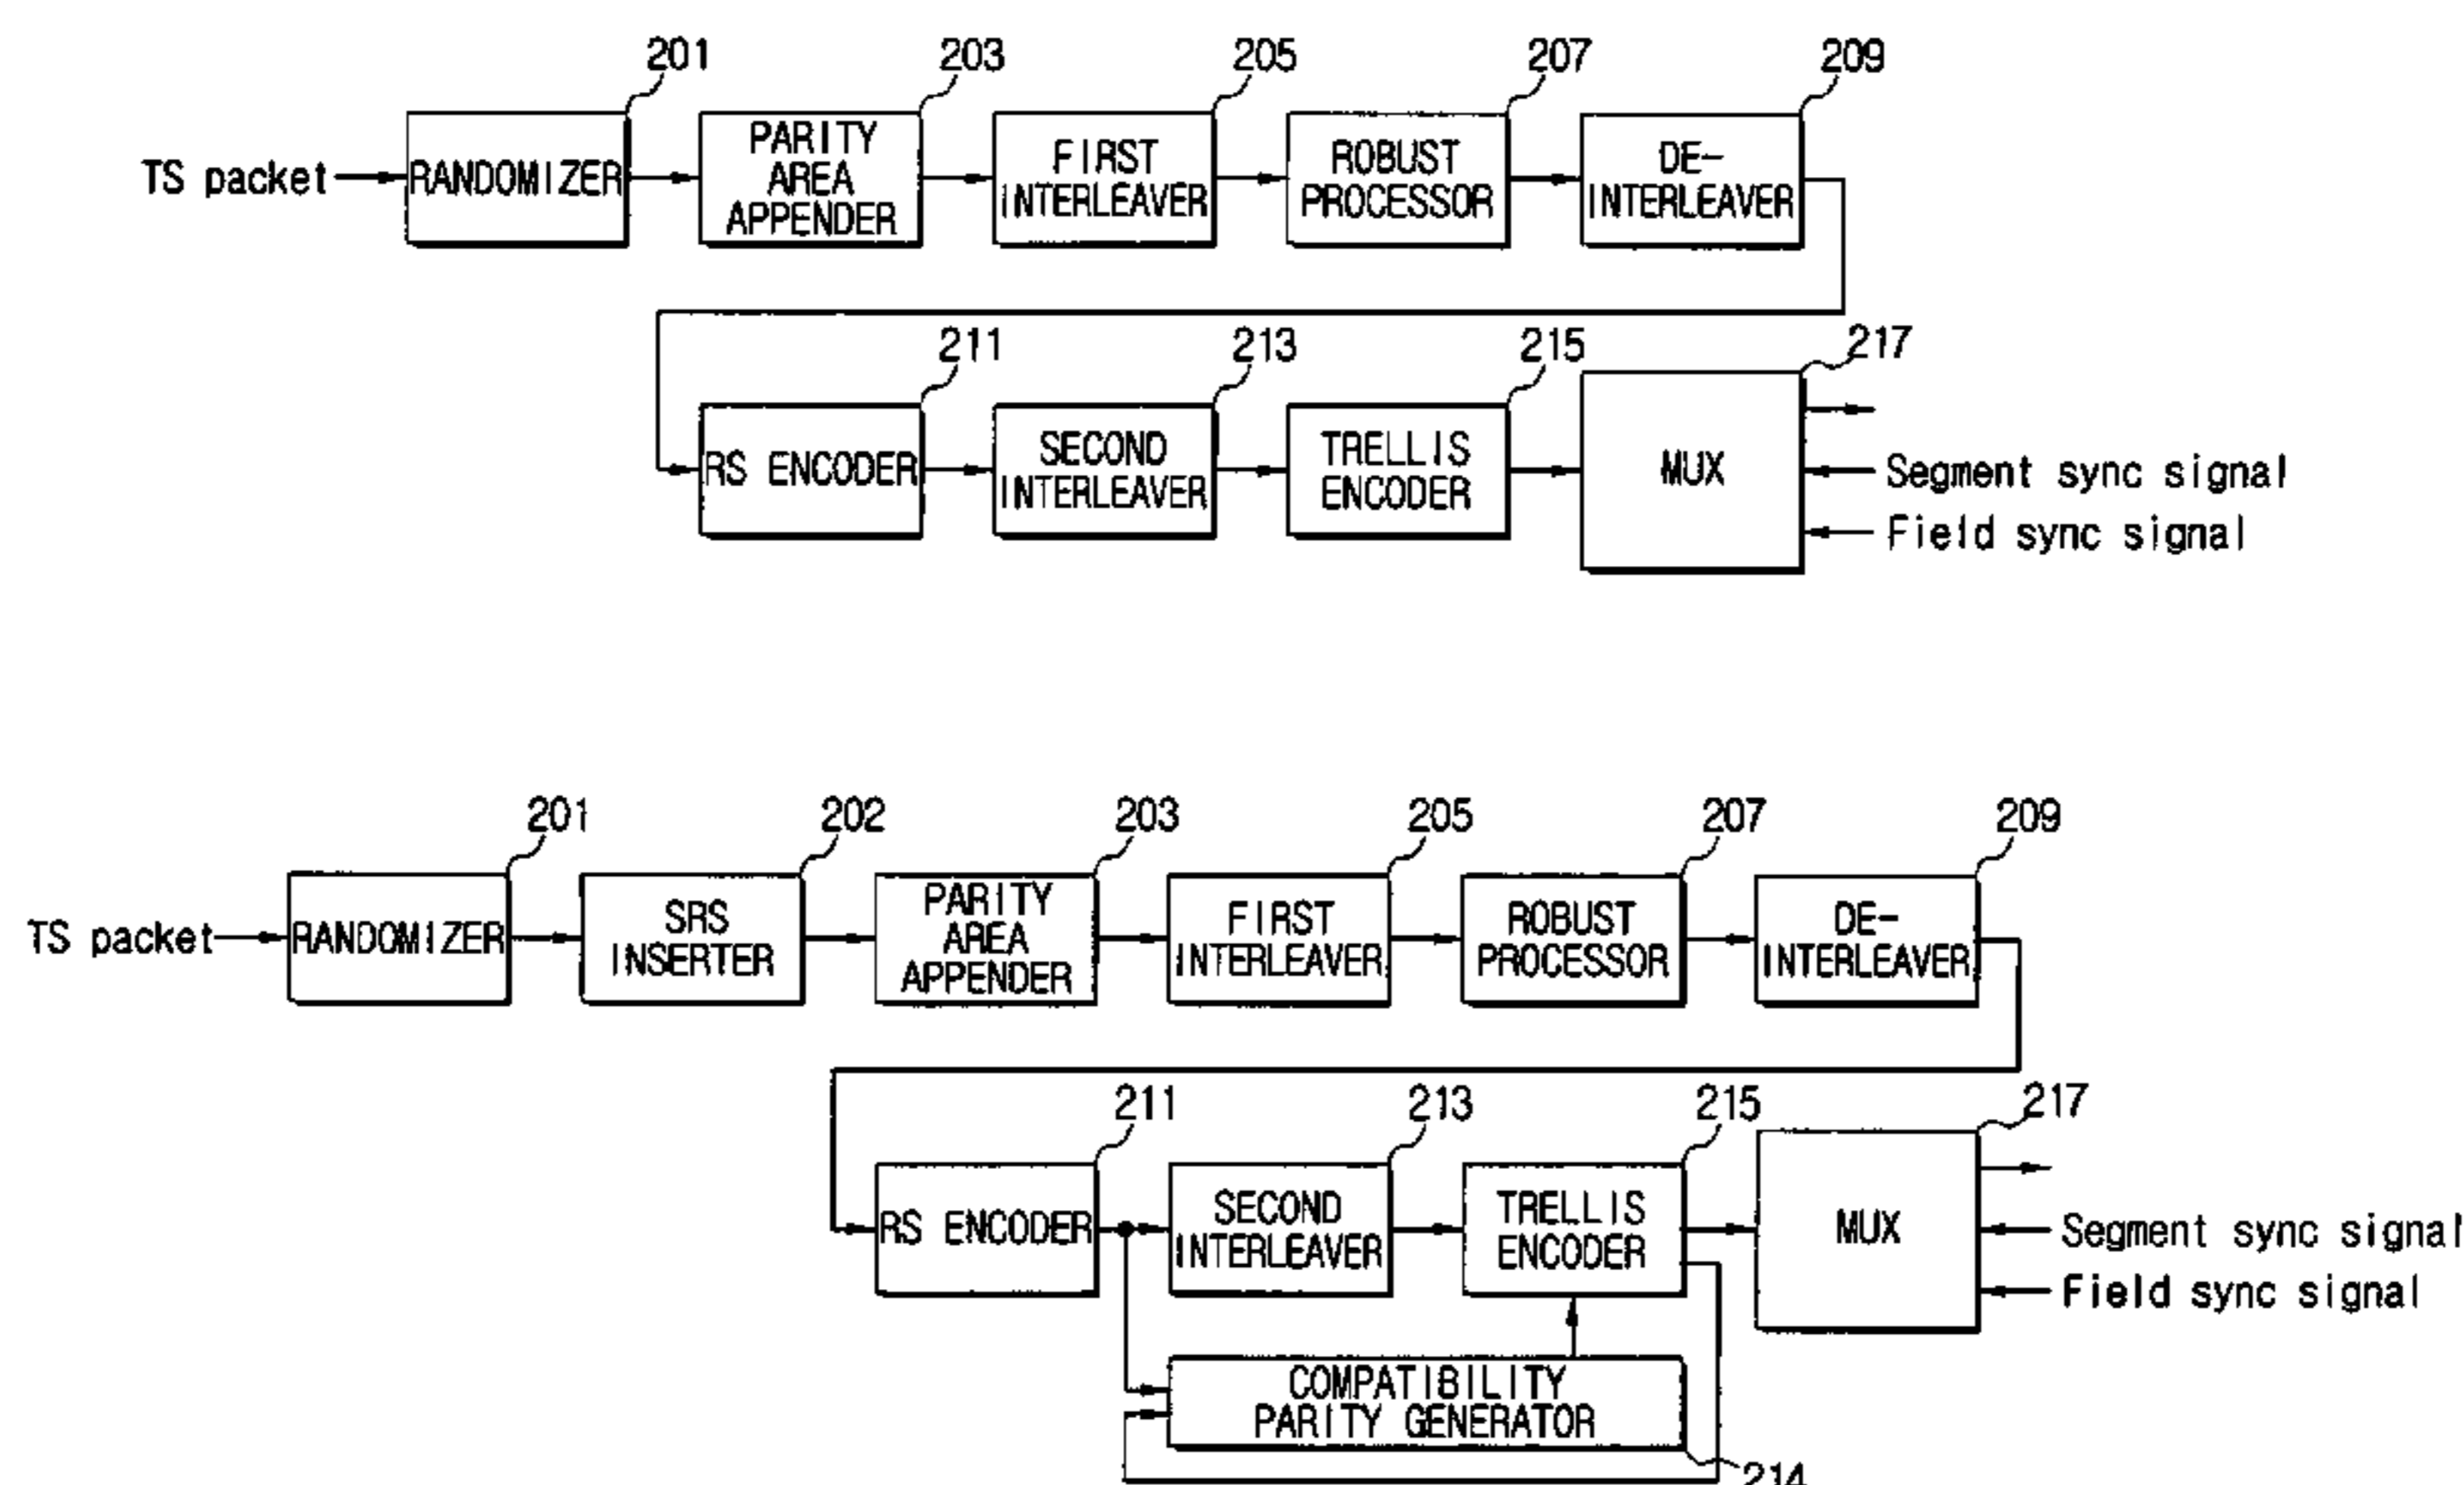 201
203
205
207
209
TS packet
RANDOMIZER
PARITY
AREA
APPENDER
FIRST
INTERLEAVER
ROBUST
PROCESSOR
DE-
INTERLEAVER
211
213
215
217
RS ENCODER
SECOND
INTERLEAVER
TRELLIS
ENCODER
MUX
Segment sync signal
Field sync signal
201
202
203
205
207
209
TS packet
RANDOMIZER
SRS
INSERTER
PARITY
AREA
APPENDER
FIRST
INTERLEAVER
ROBUST
PROCESSOR
DE-
INTERLEAVER
211
213
215
217
RS ENCODER
SECOND
INTERLEAVER
TRELLIS
ENCODER
MUX
Segment sync signal
Field sync signal
COMPATIBILITY
PARITY GENERATOR
214